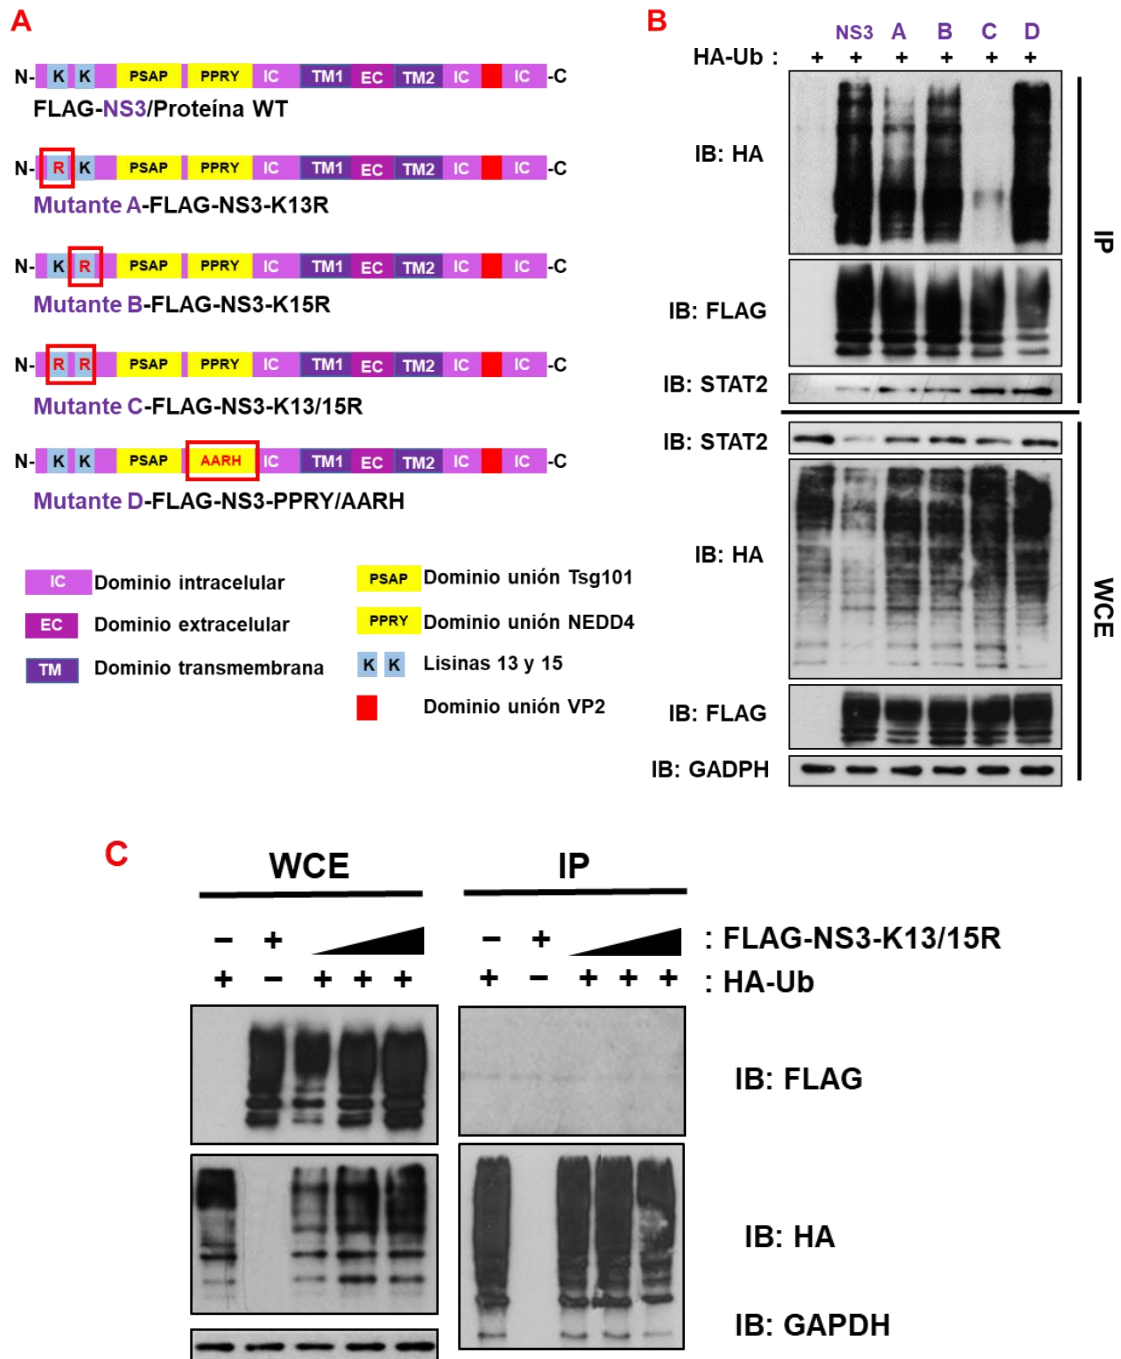 A
N- K K PSAP PPRY IC TM1 EC TM2 IC IC -C
FLAG-NS3/Proteína WT
N- R K PSAP PPRY IC TM1 EC TM2 IC IC -C
Mutante A-FLAG-NS3-K13R
N- K R PSAP PPRY IC TM1 EC TM2 IC IC -C
Mutante B-FLAG-NS3-K15R
N- R R PSAP PPRY IC TM1 EC TM2 IC IC -C
Mutante C-FLAG-NS3-K13/15R
N- K K PSAP AARH IC TM1 EC TM2 IC IC -C
Mutante D-FLAG-NS3-PPRY/AARH
IC Dominio intracelular
EC Dominio extracelular
TM Dominio transmembrana
PSAP Dominio unión Tsg101
PPRY Dominio unión NEDD4
K K Lisinas 13 y 15
Dominio unión VP2
B
NS3 A B C D
HA-Ub : + + + + + +
IB: HA
IB: FLAG
IB: STAT2
IP
IB: STAT2
IB: HA
IB: FLAG
IB: GADPH
WCE
C
WCE IP
- + - + : FLAG-NS3-K13/15R
+ - + + + + - + + + : HA-Ub
IB: FLAG
IB: HA
IB: GAPDH